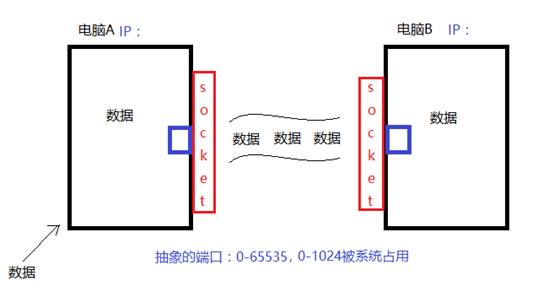 电脑A IP：
电脑B IP：
数据
socket
数据 数据 数据
socket
数据
抽象的端口：0-65535, 0-1024被系统占用
数据